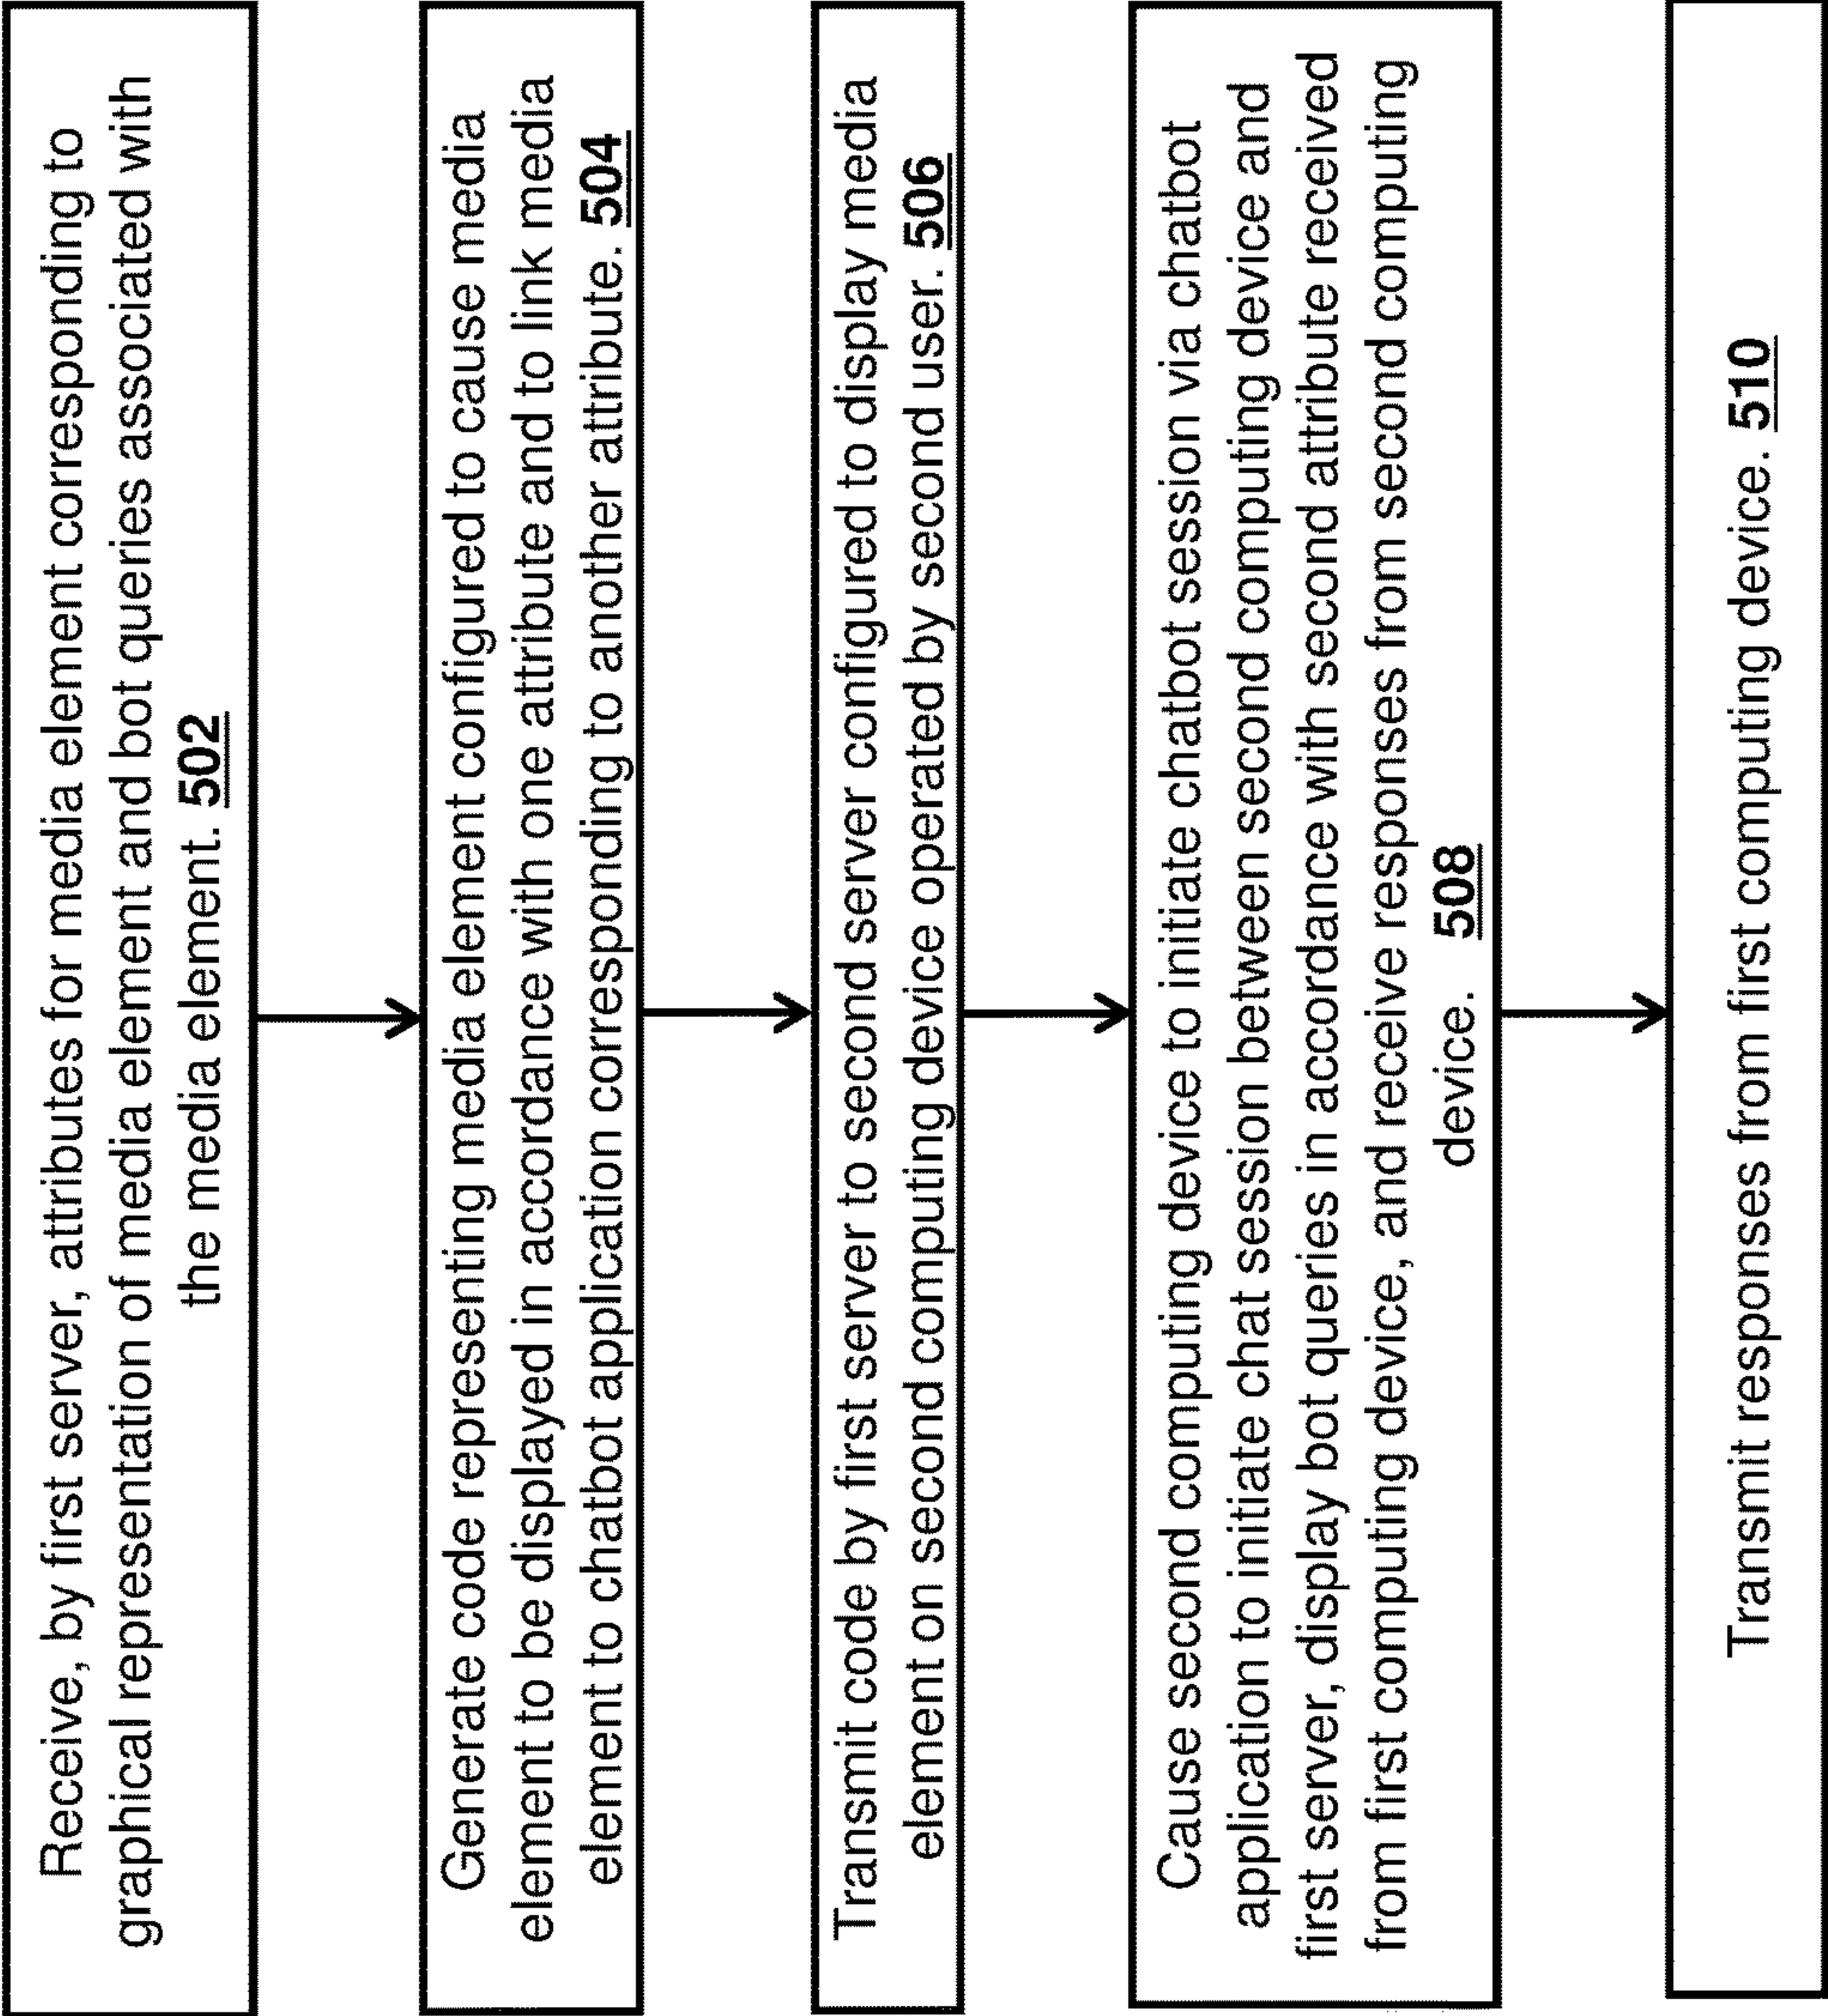 Receive, by first server, attributes for media element corresponding to
graphical representation of media element and bot queries associated with
the media element. 502
Generate code representing media element configured to cause media
element to be displayed in accordance with one attribute and to link media
element to chatbot application corresponding to another attribute. 504
Transmit code by first server to second server configured to display media
element on second computing device operated by second user. 506
Cause second computing device to initiate chatbot session via chatbot
application to initiate chat session between second computing device and
first server, display bot queries in accordance with second attribute received
from first computing device, and receive responses from second computing
device. 508
Transmit responses from first computing device. 510